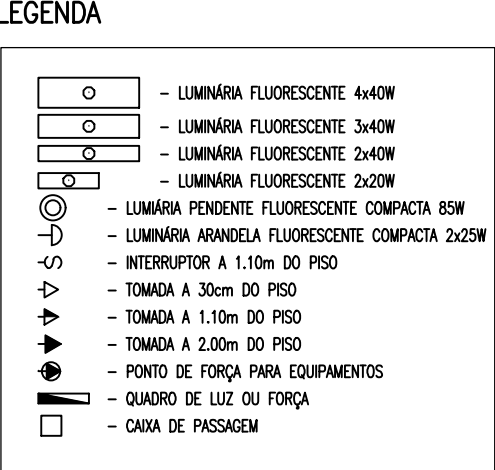 LEGENDA
– LUMINÁRIA FLUORESCENTE 4x40W
– LUMINÁRIA FLUORESCENTE 3x40W
– LUMINÁRIA FLUORESCENTE 2x40W
– LUMINÁRIA FLUORESCENTE 2x20W
– LUMIÁRIA PENDENTE FLUORESCENTE COMPACTA 85W
– LUMINÁRIA ARANDELA FLUORESCENTE COMPACTA 2x25W
– INTERRUPTOR A 1.10m DO PISO
– TOMADA A 30cm DO PISO
– TOMADA A 1.10m DO PISO
– TOMADA A 2.00m DO PISO
– PONTO DE FORÇA PARA EQUIPAMENTOS
– QUADRO DE LUZ OU FORÇA
– CAIXA DE PASSAGEM